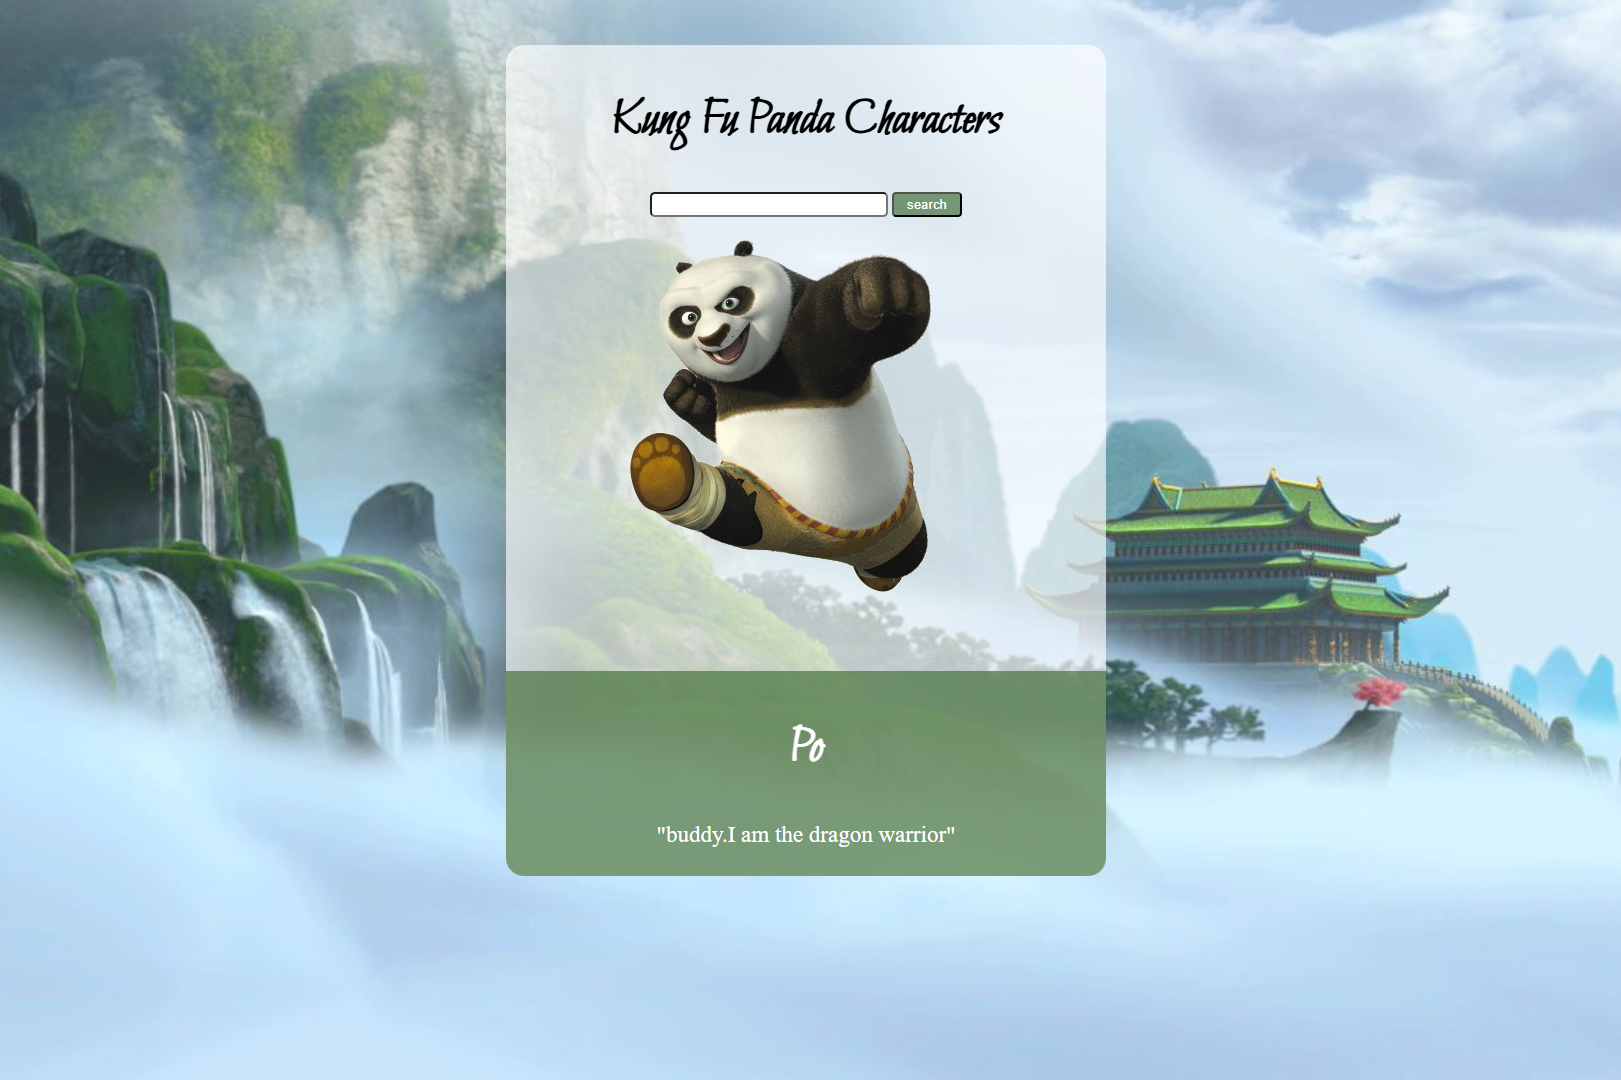 Kung Fu Panda Characters
search
Po
"buddy.I am the dragon warrior"